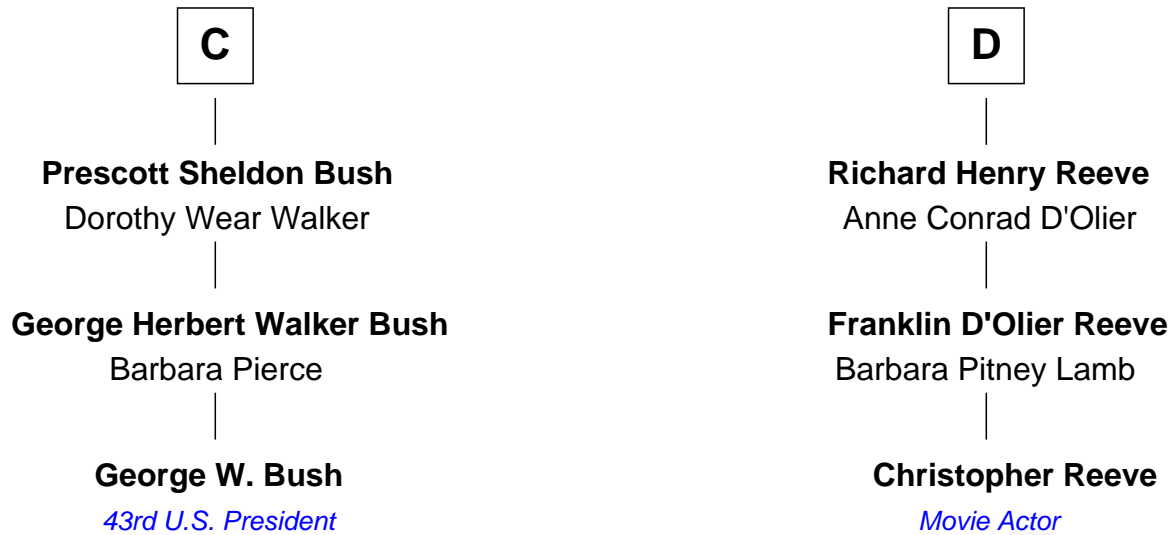 C
Prescott Sheldon Bush
Dorothy Wear Walker
George Herbert Walker Bush
Barbara Pierce
George W. Bush
43rd U.S. President
D
Richard Henry Reeve
Anne Conrad D'Olier
Franklin D'Olier Reeve
Barbara Pitney Lamb
Christopher Reeve
Movie Actor